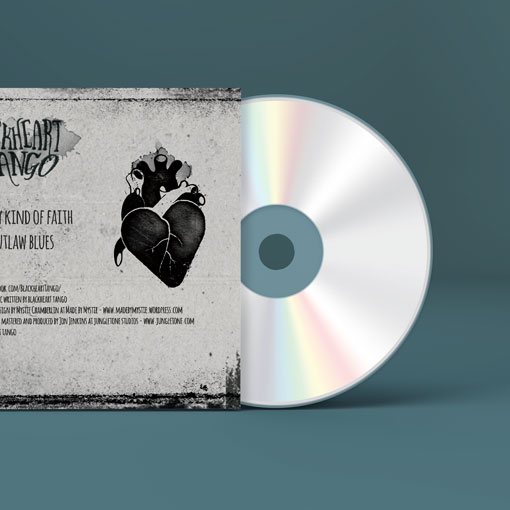 KHEART
ANGO
KIND OF FAITH
TLAW BLUES
OOK.COM/BLACKHEARTTANGO/
C WRITTEN BY BLACKHEART TANGO
SIGN BY MYSTIE CHAMBERLIN AT MADE BY MYSTIE - WWW.MADEBYMYSTIE.WORDPRESS.COM
MASTERED AND PRODUCED BY JON JENKINS AT JUNGLETONE STUDIOS - WWW.JUNGLETONE.COM
TANGO